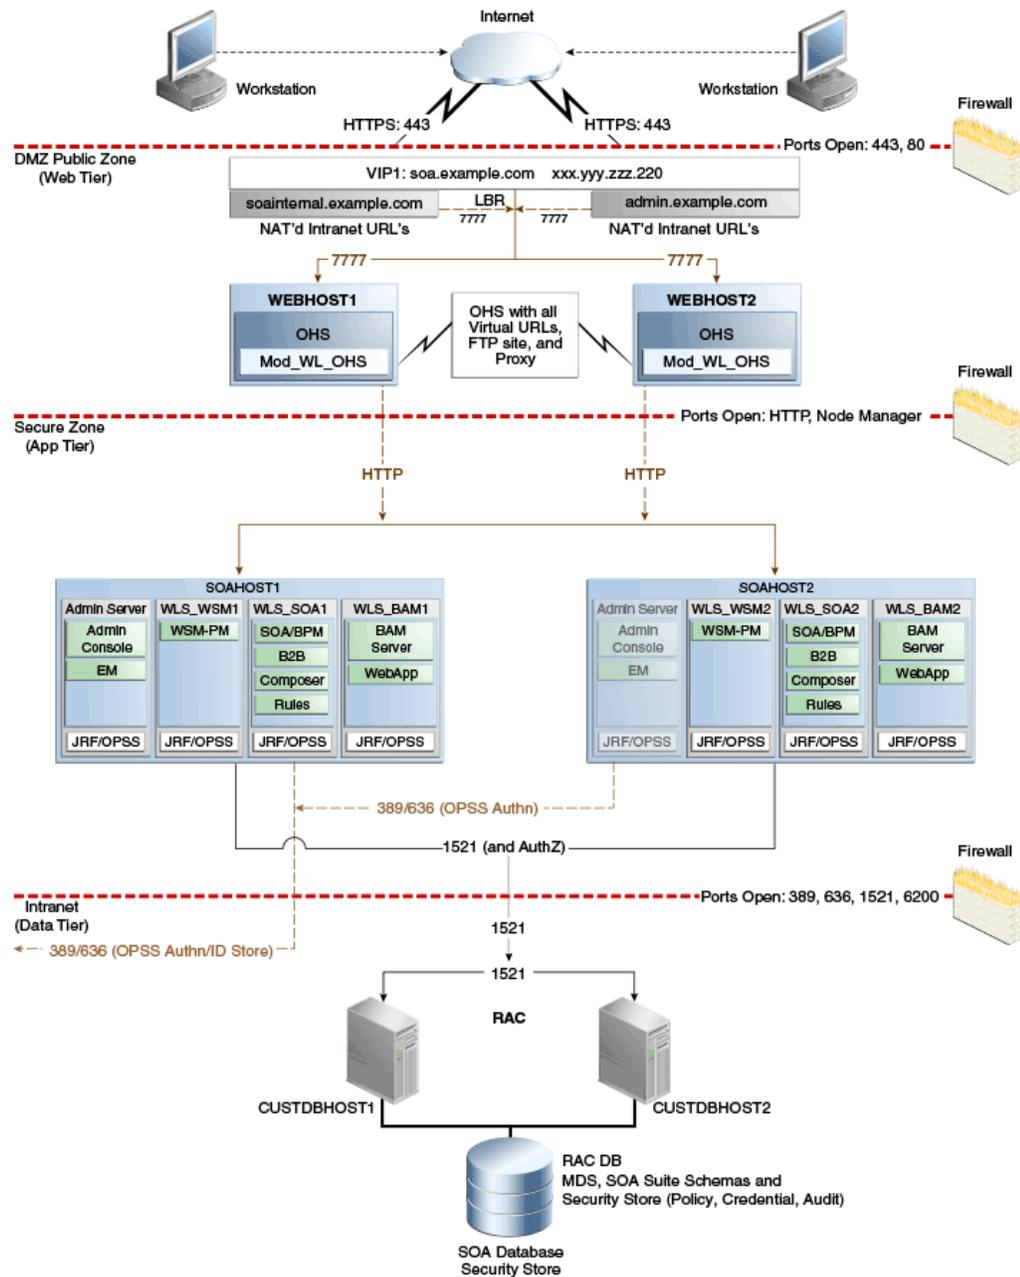 Internet
Workstation
Workstation
HTTPS: 443
HTTPS: 443
Firewall
Ports Open: 443, 80
DMZ Public Zone
(Web Tier)
VIP1: soa.example.com xxx.yyy.zzz.220
soainternal.example.com
LBR
7777
7777
admin.example.com
NAT'd Intranet URL's
NAT'd Intranet URL's
7777
7777
WEBHOST1
OHS
Mod_WL_OHS
OHS with all
Virtual URLs,
FTP site, and
Proxy
WEBHOST2
OHS
Mod_WL_OHS
Firewall
Ports Open: HTTP, Node Manager
Secure Zone
(App Tier)
HTTP
HTTP
SOAHOST1
Admin Server
Admin
Console
EM
JRF/OPSS
WLS_WSM1
WSM-PM
JRF/OPSS
WLS_SOA1
SOA/BPM
B2B
Composer
Rules
JRF/OPSS
WLS_BAM1
BAM
Server
WebApp
JRF/OPSS
SOAHOST2
Admin Server
Admin
Console
EM
JRF/OPSS
WLS_WSM2
WSM-PM
JRF/OPSS
WLS_SOA2
SOA/BPM
B2B
Composer
Rules
JRF/OPSS
WLS_BAM2
BAM
Server
WebApp
JRF/OPSS
389/636 (OPSS Authn)
1521 (and AuthZ)
Firewall
Ports Open: 389, 636, 1521, 6200
Intranet
(Data Tier)
389/636 (OPSS Authn/ID Store)
1521
1521
RAC
CUSTDBHOST1
CUSTDBHOST2
RAC DB
MDS, SOA Suite Schemas and
Security Store (Policy, Credential, Audit)
SOA Database
Security Store